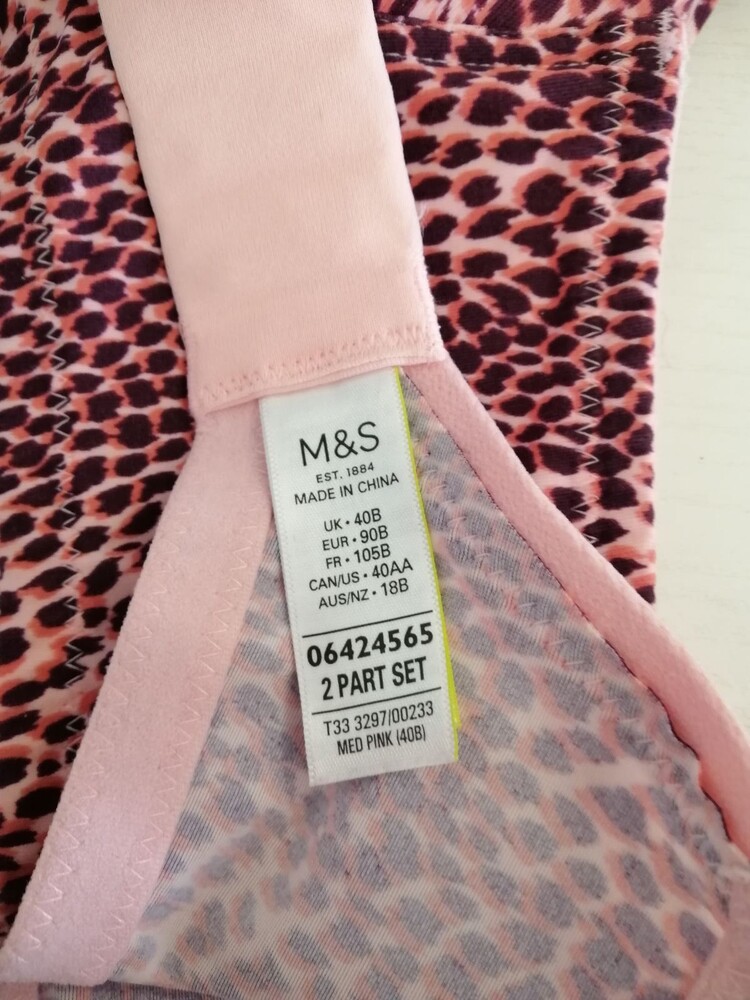 M&S
EST. 1884
MADE IN CHINA
UK • 40B
EUR • 90B
FR • 105B
CAN/US • 40AA
AUS/NZ • 18B
06424565
2 PART SET
T33 3297/00233
MED PINK (40B)